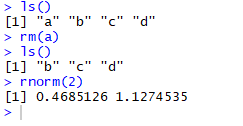 > ls()
[1] "a" "b" "c" "d"
> rm(a)
> ls()
[1] "b" "c" "d"
> rnorm(2)
[1] 0.4685126 1.1274535
>